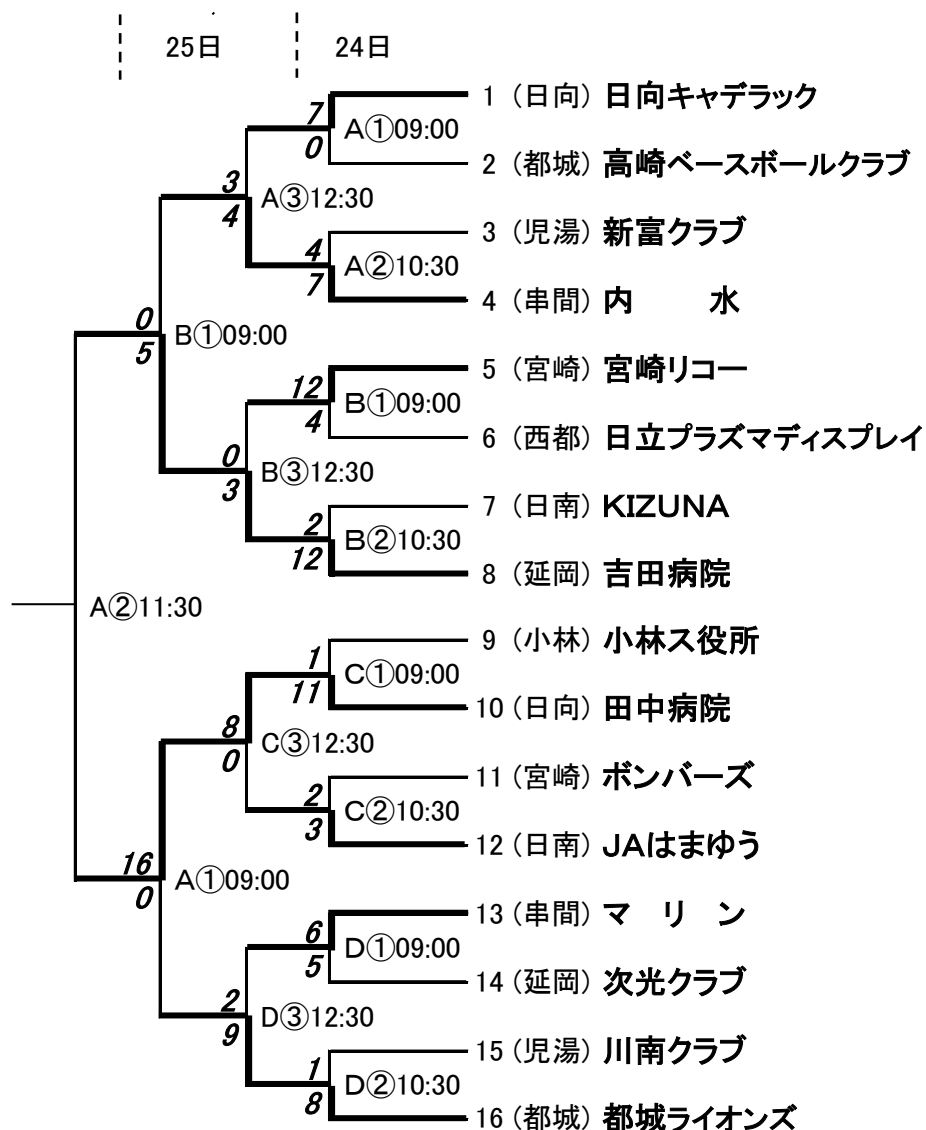 25日 24日
1 (日向) 日向キャデラック
7
A①09:00
0
2 (都城) 高崎ベースボールクラブ
3
A③12:30
4
3 (児湯) 新富クラブ
4
A②10:30
7
4 (串間) 内 水
0
B①09:00
5
5 (宮崎) 宮崎リコー
12
B①09:00
4
6 (西都) 日立プラズマディスプレイ
0
B③12:30
3
7 (日南) KIZUNA
2
B②10:30
12
8 (延岡) 吉田病院
A②11:30
9 (小林) 小林ス役所
1
C①09:00
11
10 (日向) 田中病院
8
C③12:30
0
11 (宮崎) ボンバーズ
2
C②10:30
3
12 (日南) JAはまゆう
16
A①09:00
0
13 (串間) マ リ ン
6
D①09:00
5
14 (延岡) 次光クラブ
2
D③12:30
9
15 (児湯) 川南クラブ
1
D②10:30
8
16 (都城) 都城ライオンズ